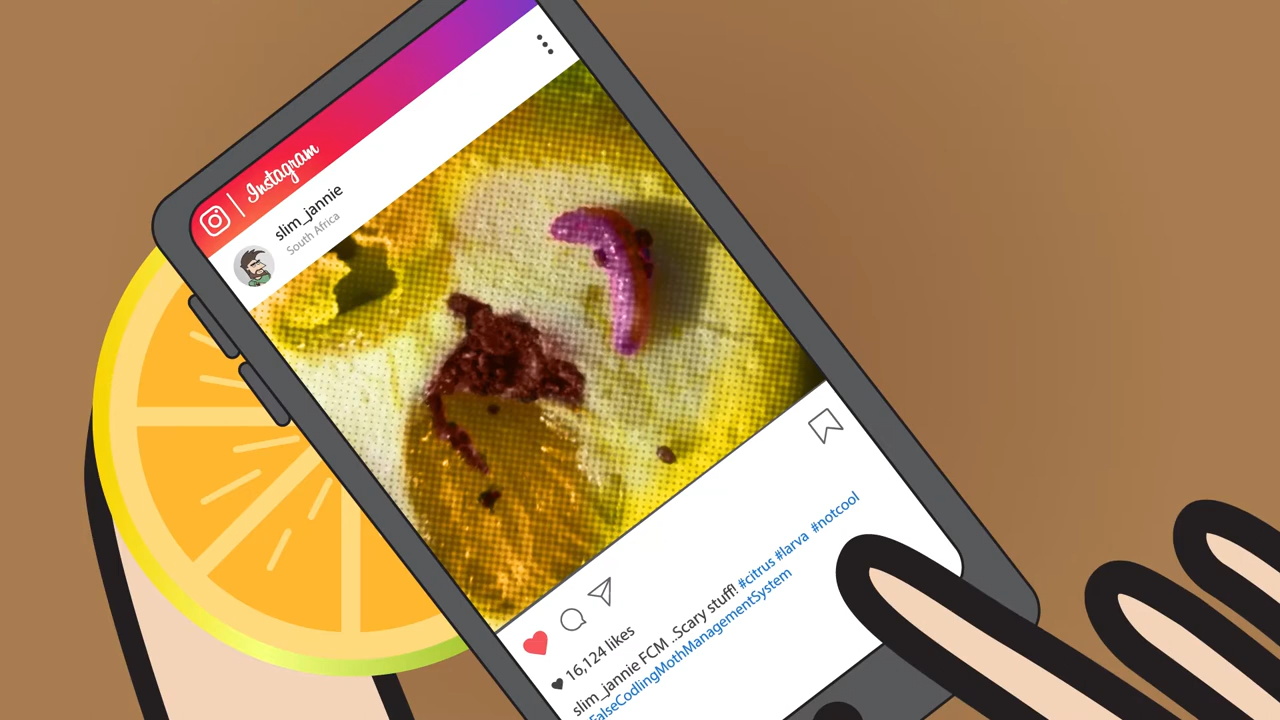 Instagram
slim_jannie
South Africa
16,124 likes
slim_jannie FCM ..Scary stuff! #citrus #larva #notcool
#FalseCodlingMothManagementSystem